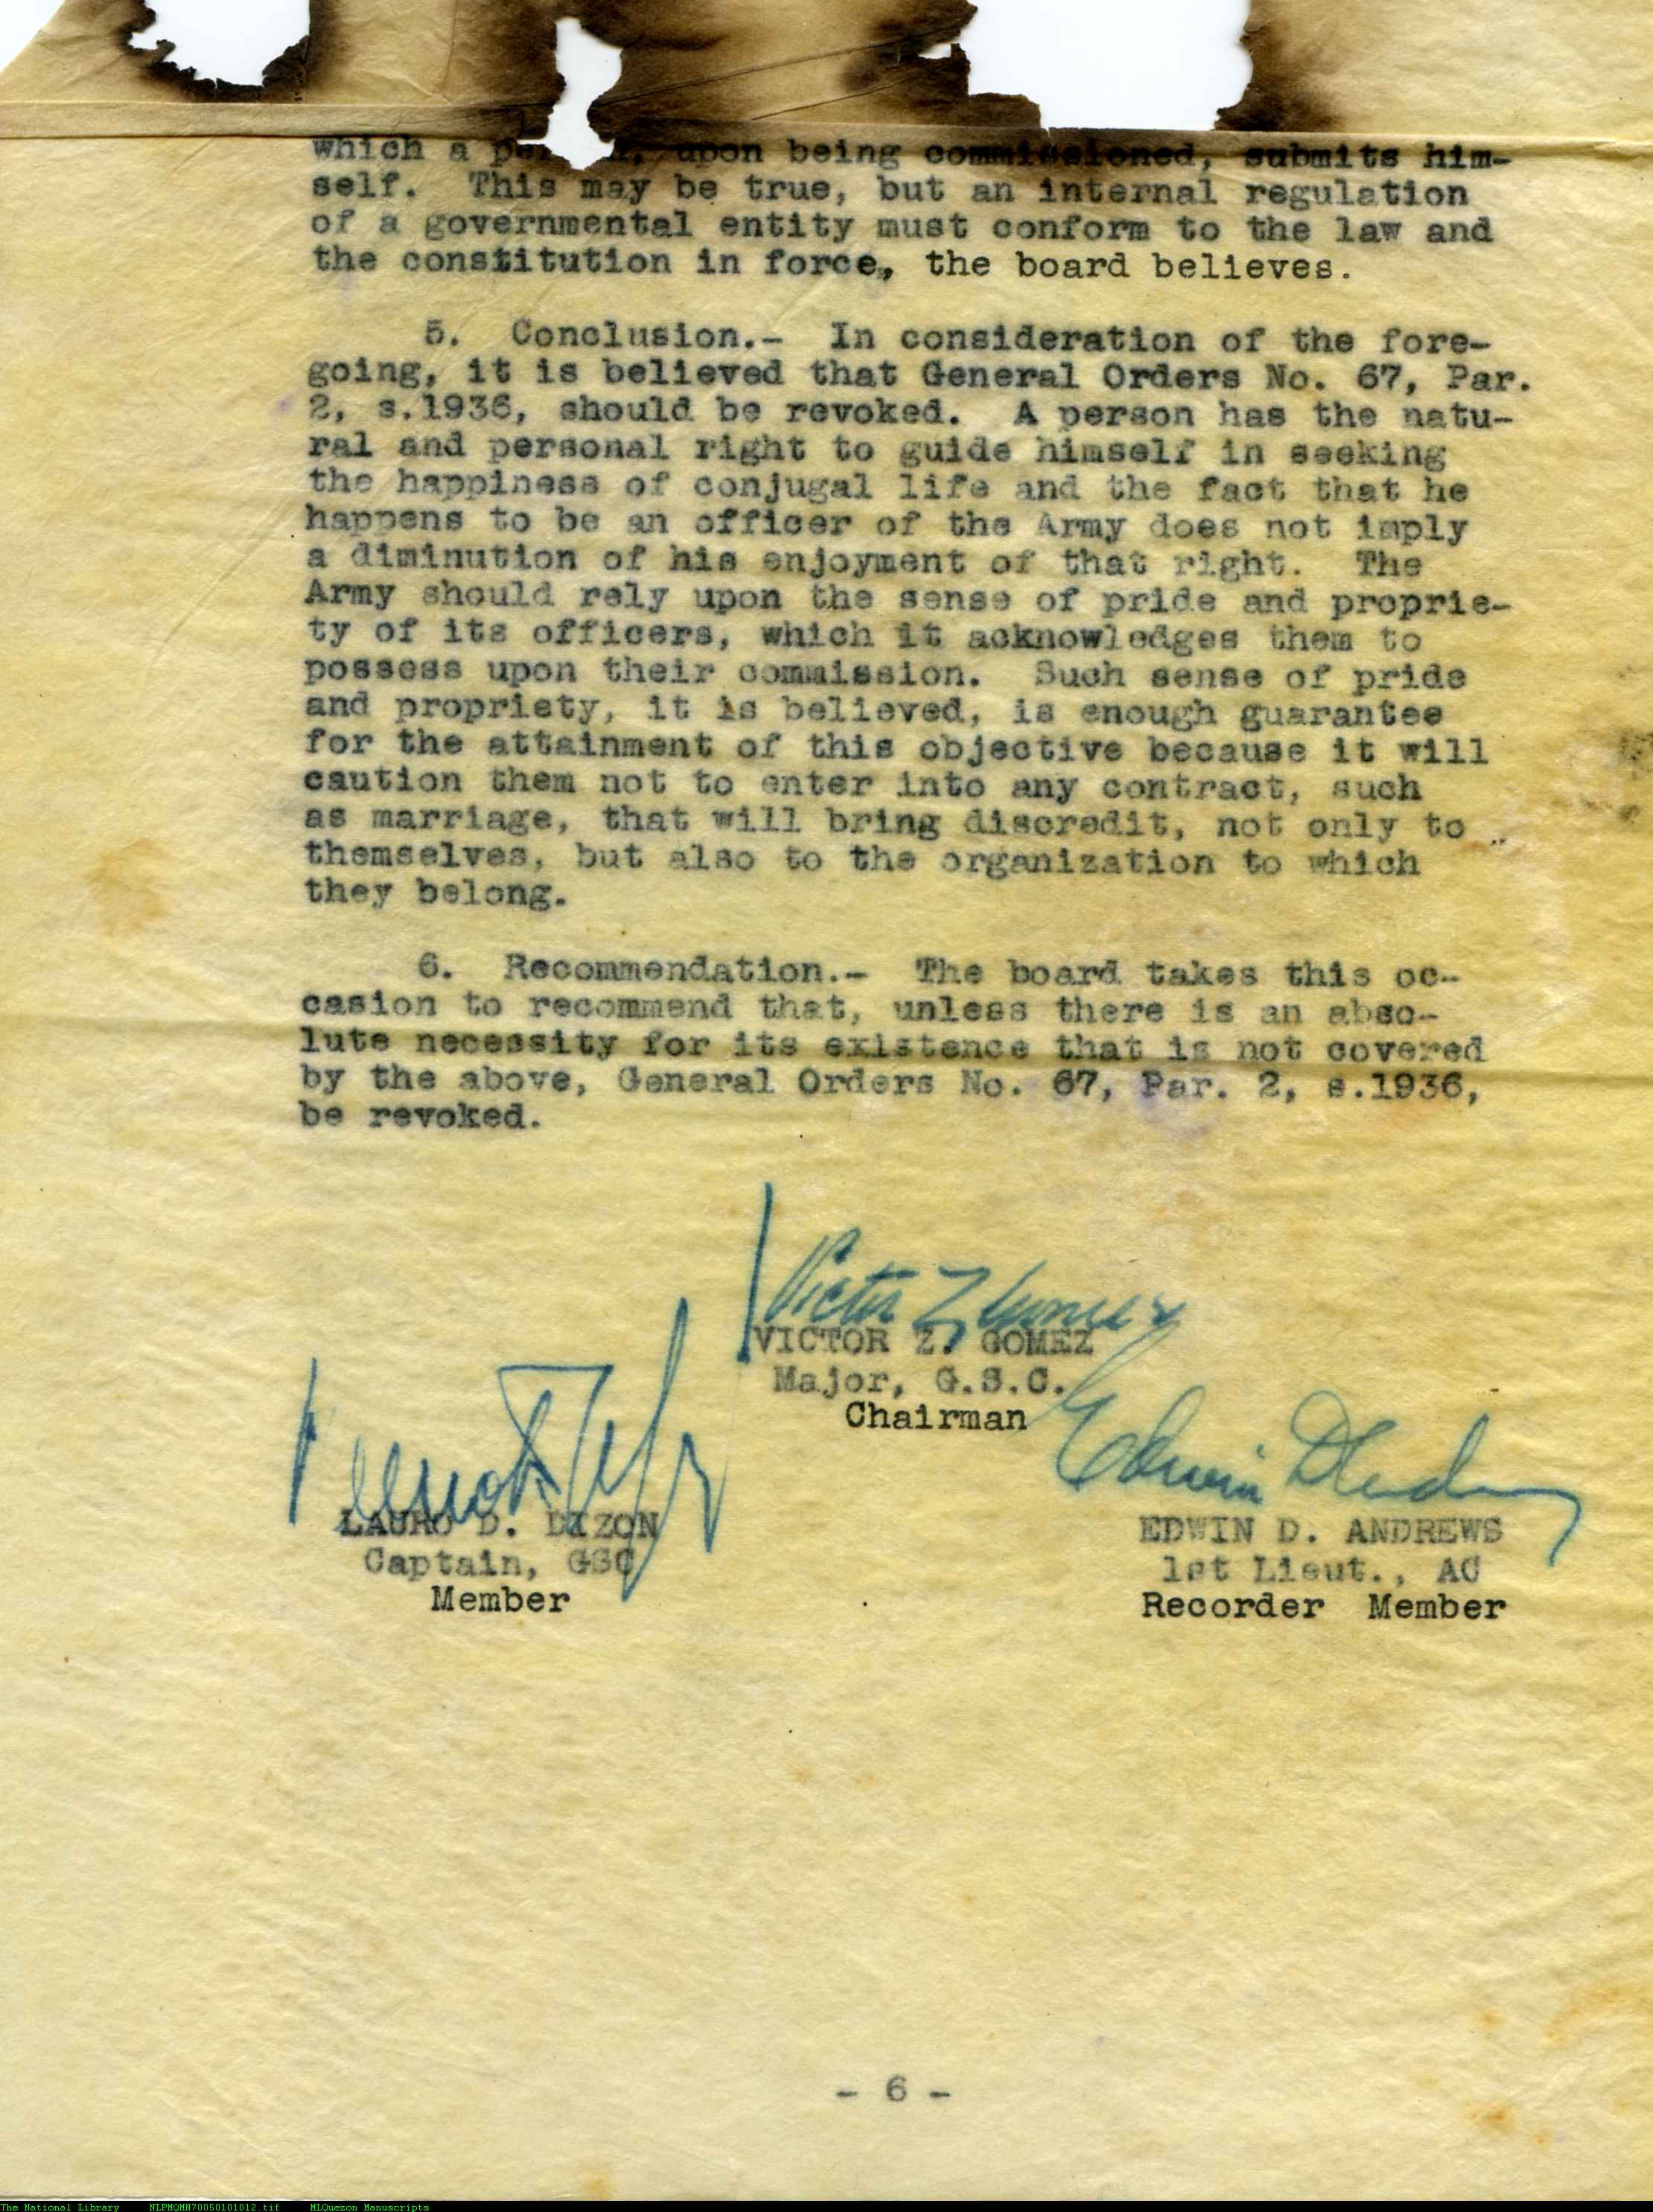 which a upon being commissioned, submits him-
self. This may be true, but an internal regulation
of a governmental entity must conform to the law and
the constitution in force, the board believes.
5. Conclusion.- In consideration of the fore-
going, it is believed that General Orders No. 67, Par.
2, s.1936, should be revoked. A person has the natu-
ral and personal right to guide himself in seeking
the happiness of conjugal life and the fact that he
happens to be an officer of the Army does not imply
a diminution of his enjoyment of that right. The
Army should rely upon the sense of pride and proprie-
ty of its officers, which it acknowledges them to
possess upon their commission. Such sense of pride
and propriety, it is believed, is enough guarantee
for the attainment of this objective because it will
caution them not to enter into any contract, such
as marriage, that will bring discredit, not only to
themselves, but also to the organization to which
they belong.
6. Recommendation.- The board takes this oc-
casion to recommend that, unless there is an abso-
lute necessity for its existence that is not covered
by the above, General Orders No. 67, Par. 2, s.1936,
be revoked.
Victor Z Gomez
VICTOR Z. GOMEZ
Major, G.S.C.
Chairman
Edwin D Andrews
LAURO D. DIZON
Captain, GSC
Member
EDWIN D. ANDREWS
1st Lieut., AC
Recorder Member
- 6 -
The National Library NLPMQMN70050101012.tif MLQuezon Manuscripts